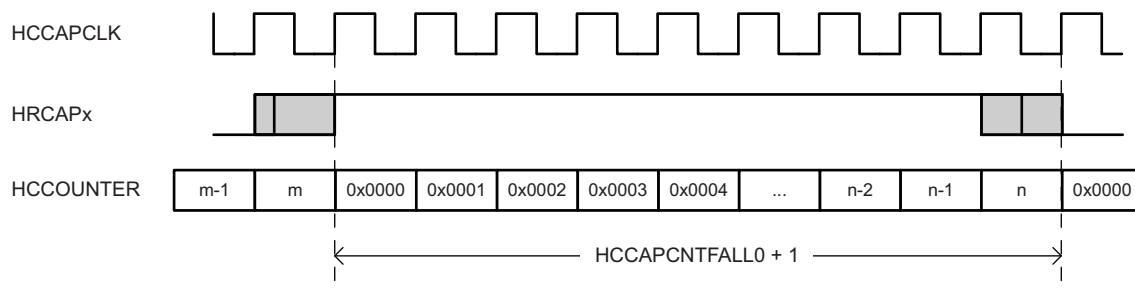 HCCAPCLK
HRCAPx
HCCOUNTER m-1 m 0x0000 0x0001 0x0002 0x0003 0x0004 ... n-2 n-1 n 0x0000
HCCAPCNTFALL0 + 1